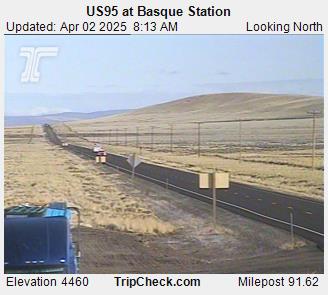 US95 at Basque Station
Updated: Apr 02 2025 8:13 AM Looking North
Elevation 4460 TripCheck.com Milepost 91.62